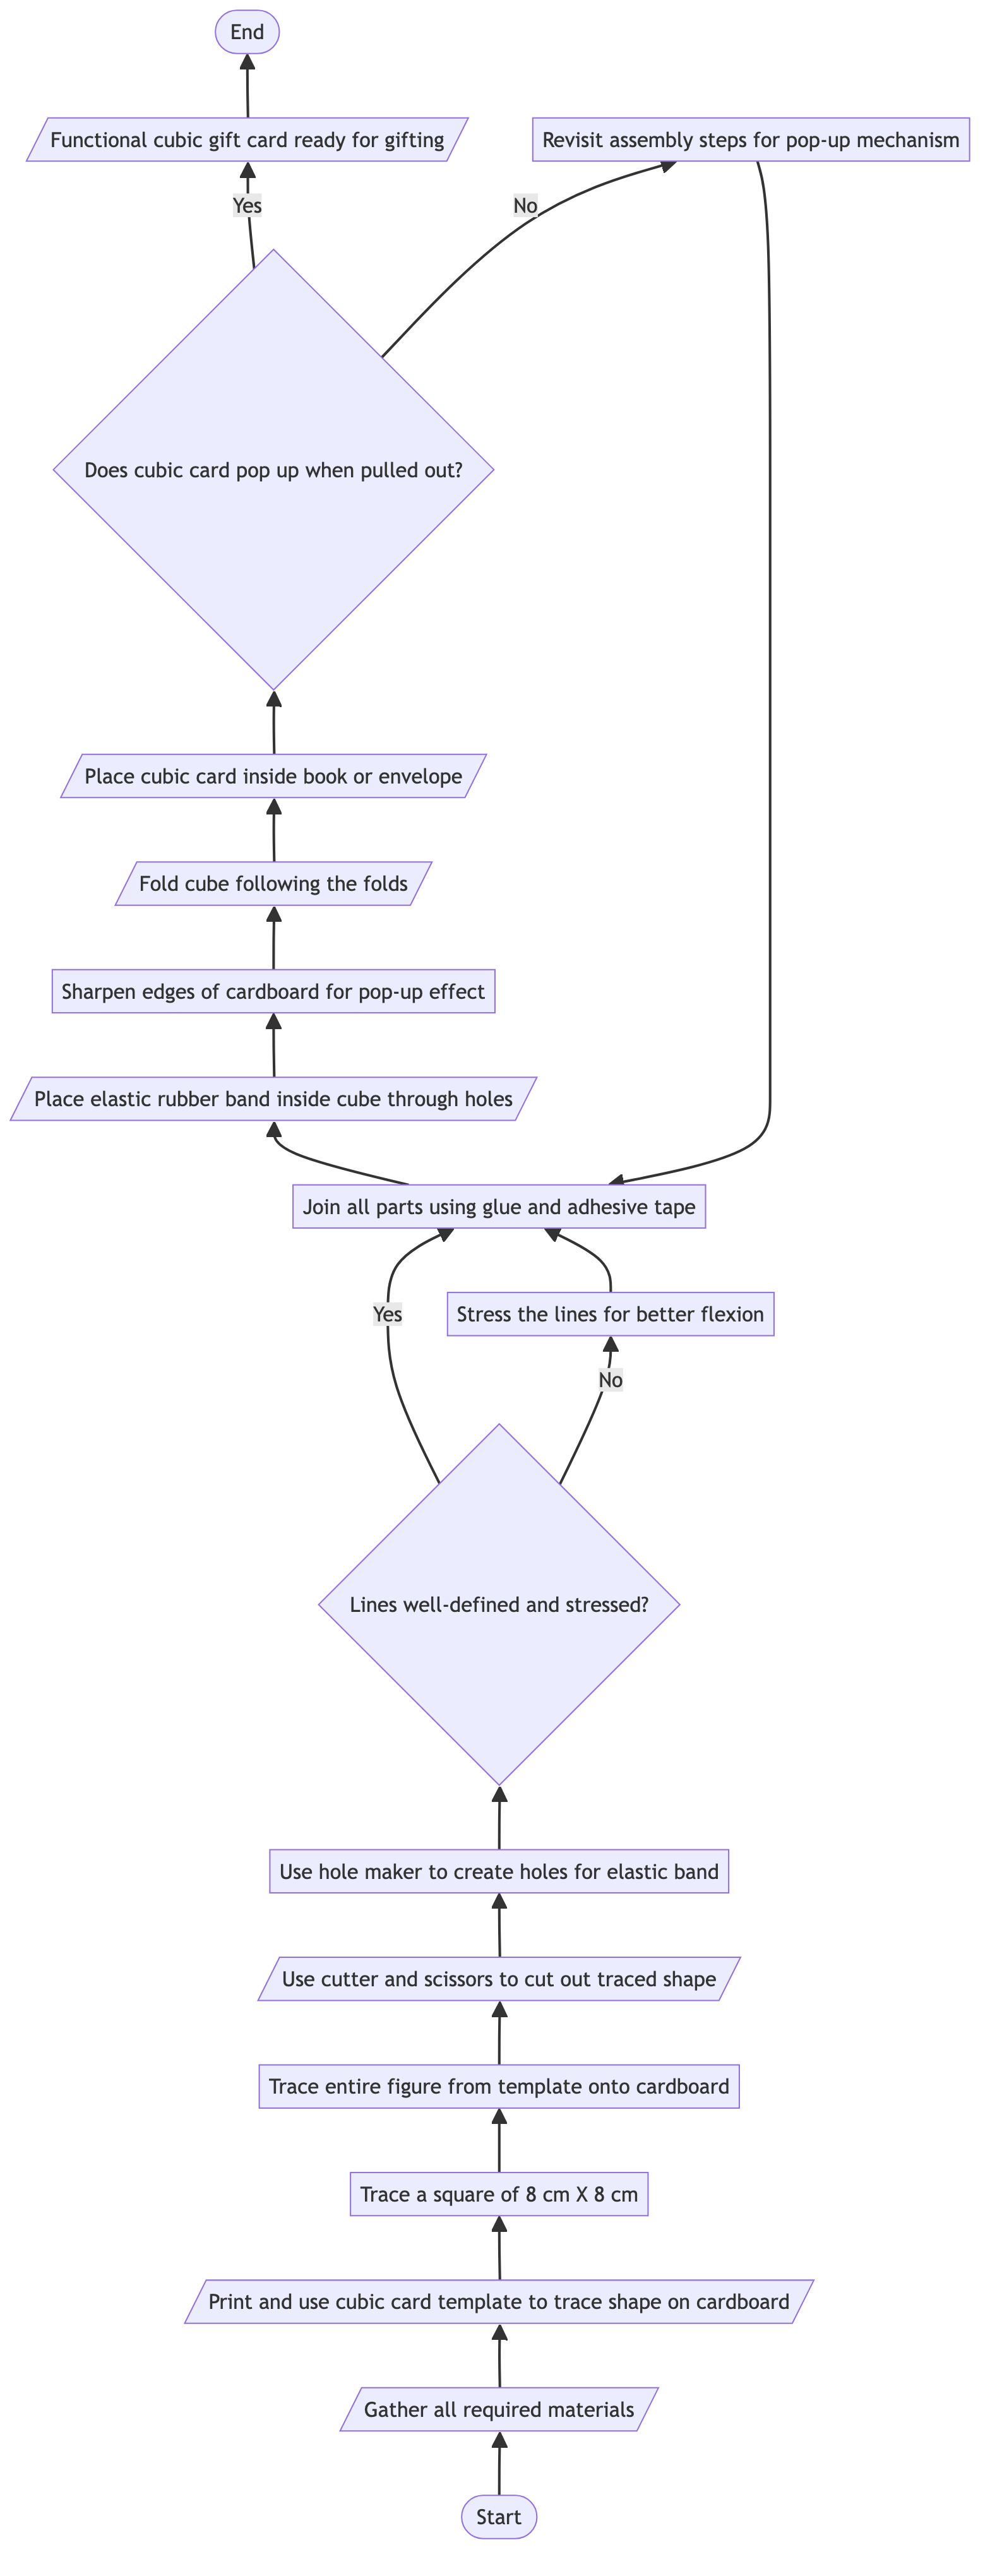 End
Functional cubic gift card ready for gifting
Revisit assembly steps for pop-up mechanism
Yes
No
Does cubic card pop up when pulled out?
Place cubic card inside book or envelope
Fold cube following the folds
Sharpen edges of cardboard for pop-up effect
Place elastic rubber band inside cube through holes
Join all parts using glue and adhesive tape
Yes
Stress the lines for better flexion
No
Lines well-defined and stressed?
Use hole maker to create holes for elastic band
Use cutter and scissors to cut out traced shape
Trace entire figure from template onto cardboard
Trace a square of 8 cm X 8 cm
Print and use cubic card template to trace shape on cardboard
Gather all required materials
Start